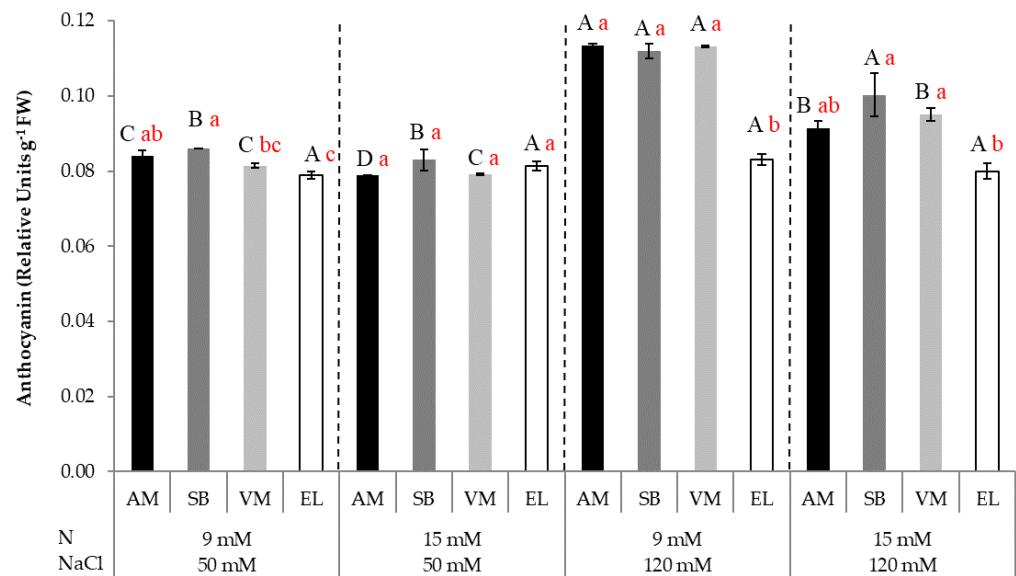 Anthocyanin (Relative Units g-1 FW)
0.12
0.10
0.08
0.06
0.04
0.02
0.00
C ab B a C bc A c
D a B a C a A a
A a A a A a A b
B ab A a B a A b
AM SB VM EL AM SB VM EL AM SB VM EL AM SB VM EL
N 9 mM 15 mM 9 mM 15 mM
NaCl 50 mM 50 mM 120 mM 120 mM